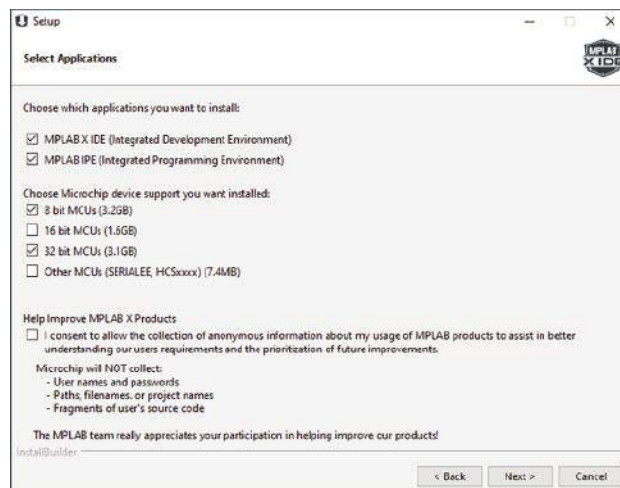 Setup
Select Applications
MPLAB
X IDE
Choose which applications you want to install:
MPLAB X IDE (Integrated Development Environment)
MPLAB IPE (Integrated Programming Environment)
Choose Microchip device support you want installed:
8 bit MCUs (3.2GB)
16 bit MCUs (1.6GB)
32 bit MCUs (3.1GB)
Other MCUs (SERIALEE, HCSxxxx) (7.4MB)
Help Improve MPLAB X Products
I consent to allow the collection of anonymous information about my usage of MPLAB products to assist in better
understanding our users requirements and the prioritization of future improvements.
Microchip will NOT collect:
- User names and passwords
- Paths, filenames, or project names
- Fragments of user's source code
The MPLAB team really appreciates your participation in helping improve our products!
InstallBuilder
< Back Next > Cancel